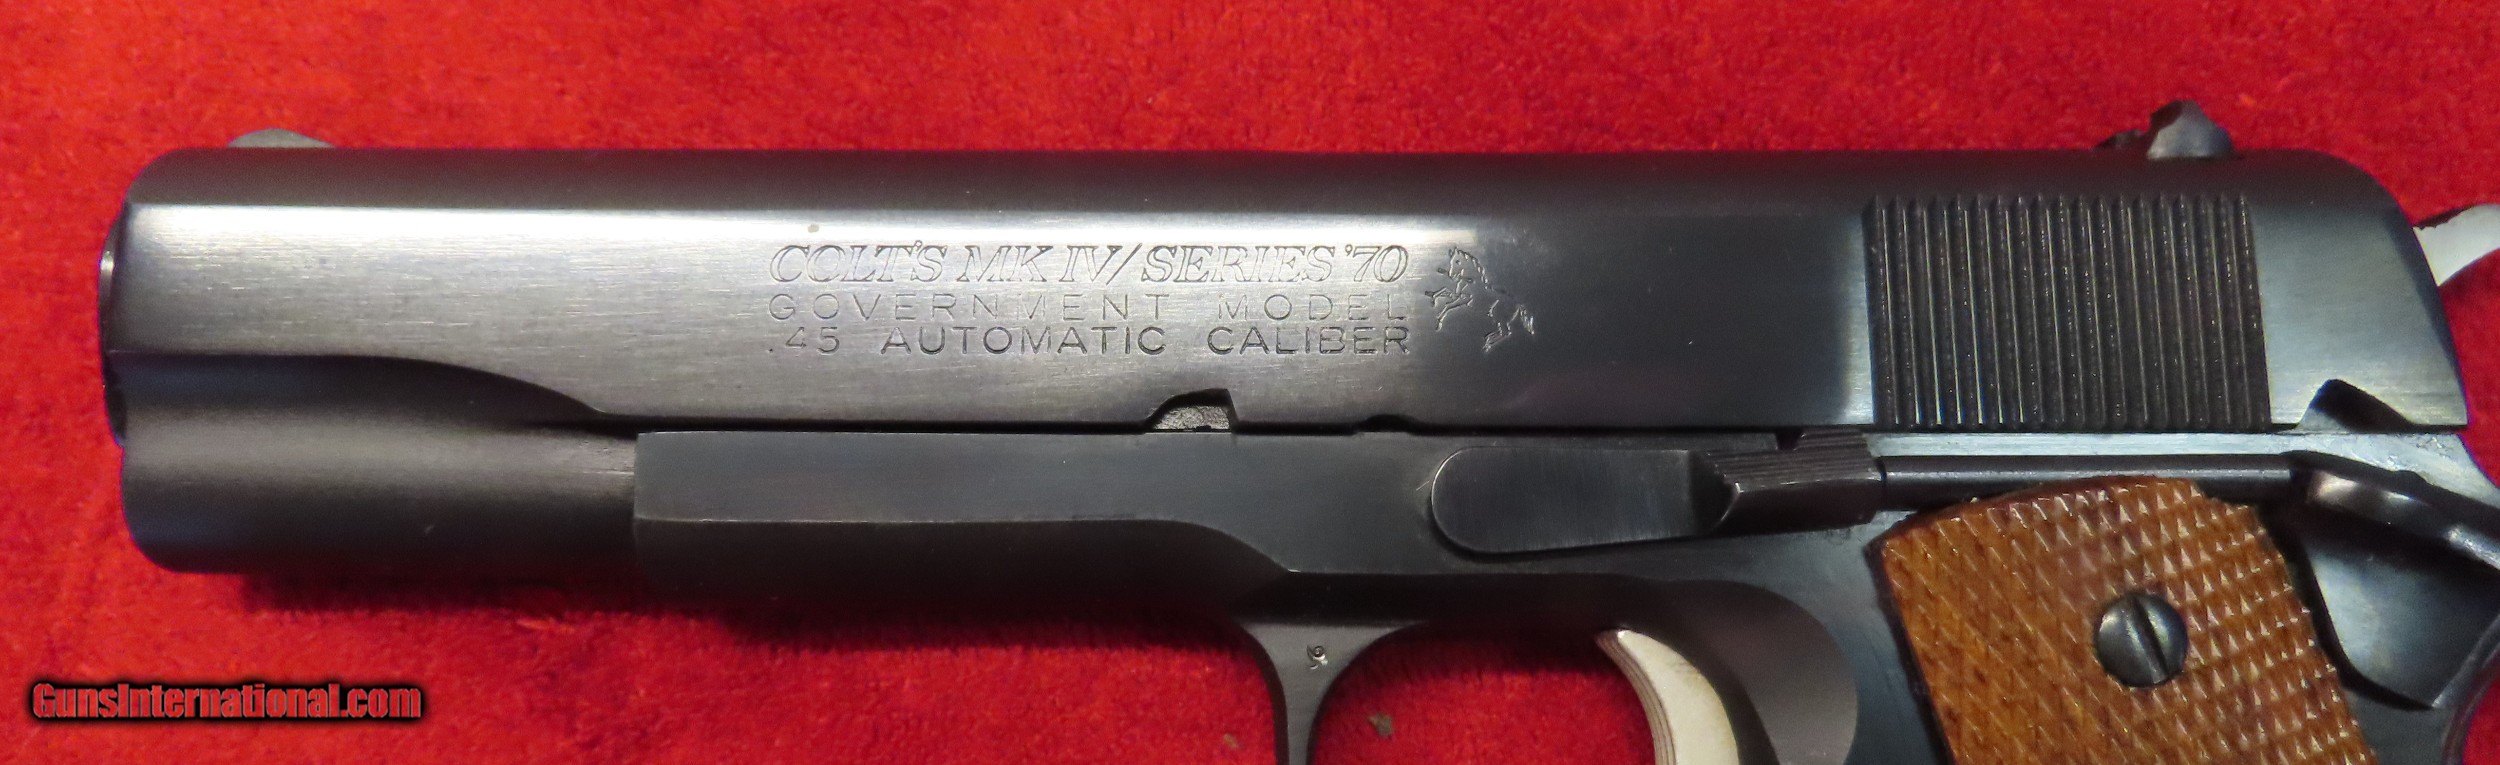 COLT'S MK IV/SERIES '70
GOVERNMENT MODEL
.45 AUTOMATIC CALIBER
GunsInternational.com